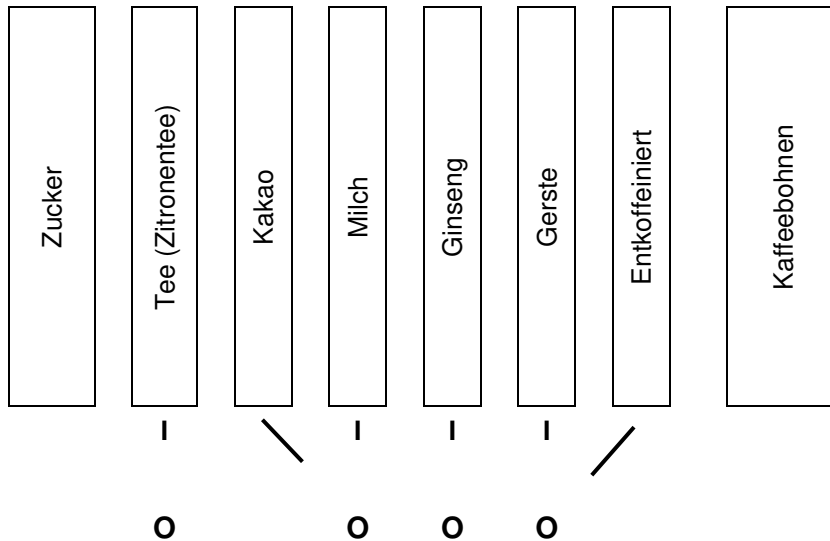 Zucker
Tee (Zitronentee)
Kakao
Milch
Ginseng
Gerste
Entkoffeiniert
Kaffeebohnen
O O O O